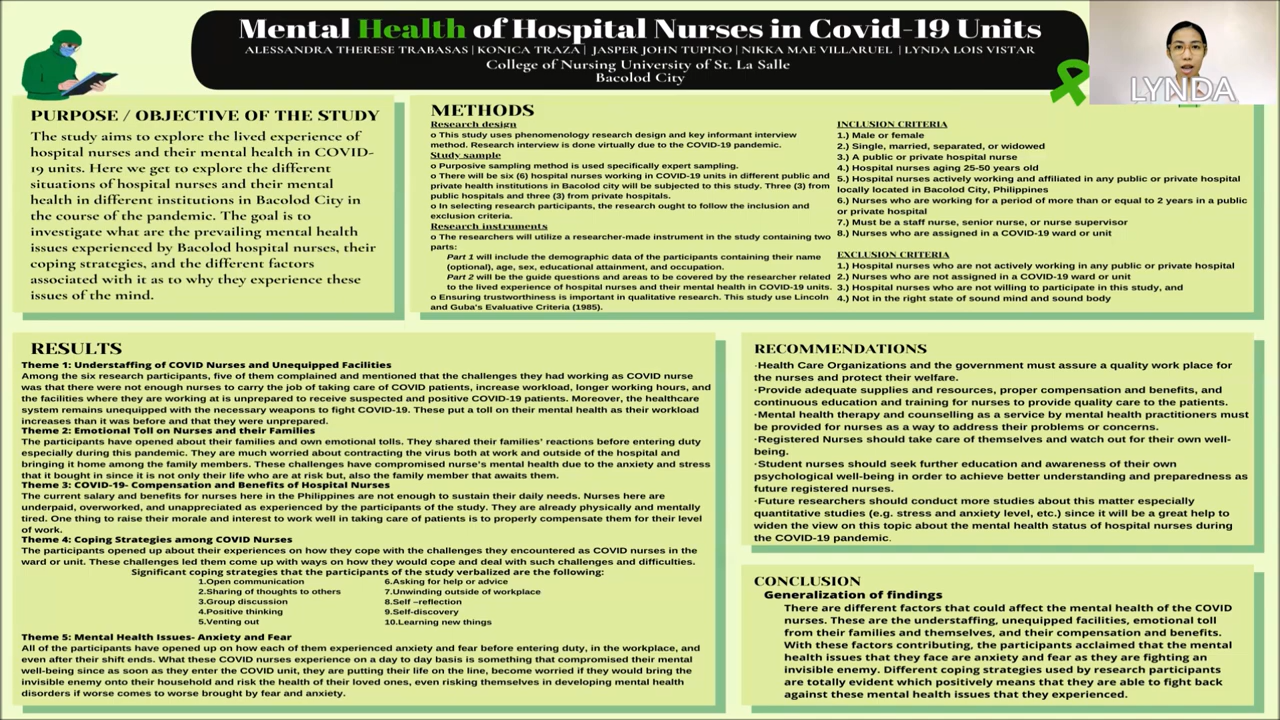 Mental Health of Hospital Nurses in Covid-19 Units
ALESSANDRA THERESE TRABASAS | KONICA TRAZA | JASPER JOHN TUPINO | NIKKA MAE VILLARUEL | LYNDA LOIS VISTAR
College of Nursing University of St. La Salle
Bacolod City
LYNDA
PURPOSE / OBJECTIVE OF THE STUDY
The study aims to explore the lived experience of
hospital nurses and their mental health in COVID-
19 units. Here we get to explore the different
situations of hospital nurses and their mental
health in different institutions in Bacolod City in
the course of the pandemic. The goal is to
investigate what are the prevailing mental health
issues experienced by Bacolod hospital nurses, their
coping strategies, and the different factors
associated with it as to why they experience these
issues of the mind.
METHODS
Research design
o This study uses phenomenology research design and key informant interview
method. Research interview is done virtually due to the COVID-19 pandemic.
Study sample
o Purposive sampling method is used specifically expert sampling.
o There will be six (6) hospital nurses working in COVID-19 units in different public and
private health institutions in Bacolod city will be subjected to this study. Three (3) from
public hospitals and three (3) from private hospitals.
o In selecting research participants, the research ought to follow the inclusion and
exclusion criteria.
Research instruments
o The researchers will utilize a researcher-made instrument in the study containing two
parts:
Part 1 will include the demographic data of the participants containing their name
(optional), age, sex, educational attainment, and occupation.
Part 2 will be the guide questions and areas to be covered by the researcher related
to the lived experience of hospital nurses and their mental health in COVID-19 units.
o Ensuring trustworthiness is important in qualitative research. This study use Lincoln
and Guba's Evaluative Criteria (1985).
INCLUSION CRITERIA
1.) Male or female
2.) Single, married, separated, or widowed
3.) A public or private hospital nurse
4.) Hospital nurses aging 25-50 years old
5.) Hospital nurses actively working and affiliated in any public or private hospital
locally located in Bacolod City, Philippines
6.) Nurses who are working for a period of more than or equal to 2 years in a public
or private hospital
7.) Must be a staff nurse, senior nurse, or nurse supervisor
8.) Nurses who are assigned in a COVID-19 ward or unit
EXCLUSION CRITERIA
1.) Hospital nurses who are not actively working in any public or private hospital
2.) Nurses who are not assigned in a COVID-19 ward or unit
3.) Hospital nurses who are not willing to participate in this study, and
4.) Not in the right state of sound mind and sound body
RESULTS
Theme 1: Understaffing of COVID Nurses and Unequipped Facilities
Among the six research participants, five of them complained and mentioned that the challenges they had working as COVID nurse
was that there were not enough nurses to carry the job of taking care of COVID patients, increase workload, longer working hours, and
the facilities where they are working at is unprepared to receive suspected and positive COVID-19 patients. Moreover, the healthcare
system remains unequipped with the necessary weapons to fight COVID-19. These put a toll on their mental health as their workload
increases than it was before and that they were unprepared.
Theme 2: Emotional Toll on Nurses and their Families
The participants have opened about their families and own emotional tolls. They shared their families' reactions before entering duty
especially during this pandemic. They are much worried about contracting the virus both at work and outside of the hospital and
bringing it home among the family members. These challenges have compromised nurse's mental health due to the anxiety and stress
that it bought in since it is not only their life who are at risk but, also the family member that awaits them.
Theme 3: COVID-19- Compensation and Benefits of Hospital Nurses
The current salary and benefits for nurses here in the Philippines are not enough to sustain their daily needs. Nurses here are
underpaid, overworked, and unappreciated as experienced by the participants of the study. They are already physically and mentally
tired. One thing to raise their morale and interest to work well in taking care of patients is to properly compensate them for their level
of work.
Theme 4: Coping Strategies among COVID Nurses
The participants opened up about their experiences on how they cope with the challenges they encountered as COVID nurses in the
ward or unit. These challenges led them come up with ways on how they would cope and deal with such challenges and difficulties.
Significant coping strategies that the participants of the study verbalized are the following:
1.Open communication
2.Sharing of thoughts to others
3.Group discussion
4.Positive thinking
5.Venting out
6.Asking for help or advice
7.Unwinding outside of workplace
8.Self –reflection
9.Self-discovery
10.Learning new things
Theme 5: Mental Health Issues- Anxiety and Fear
All of the participants have opened up on how each of them experienced anxiety and fear before entering duty, in the workplace, and
even after their shift ends. What these COVID nurses experience on a day to day basis is something that compromised their mental
well-being since as soon as they enter the COVID unit, they are putting their life on the line, become worried if they would bring the
invisible enemy onto their household and risk the health of their loved ones, even risking themselves in developing mental health
disorders if worse comes to worse brought by fear and anxiety.
RECOMMENDATIONS
·Health Care Organizations and the government must assure a quality work place for
the nurses and protect their welfare.
·Provide adequate supplies and resources, proper compensation and benefits, and
continuous education and training for nurses to provide quality care to the patients.
·Mental health therapy and counselling as a service by mental health practitioners must
be provided for nurses as a way to address their problems or concerns.
·Registered Nurses should take care of themselves and watch out for their own well-
being.
·Student nurses should seek further education and awareness of their own
psychological well-being in order to achieve better understanding and preparedness as
future registered nurses.
·Future researchers should conduct more studies about this matter especially
quantitative studies (e.g. stress and anxiety level, etc.) since it will be a great help to
widen the view on this topic about the mental health status of hospital nurses during
the COVID-19 pandemic.
CONCLUSION
Generalization of findings
There are different factors that could affect the mental health of the COVID
nurses. These are the understaffing, unequipped facilities, emotional toll
from their families and themselves, and their compensation and benefits.
With these factors contributing, the participants acclaimed that the mental
health issues that they face are anxiety and fear as they are fighting an
invisible enemy. Different coping strategies used by research participants
are totally evident which positively means that they are able to fight back
against these mental health issues that they experienced.